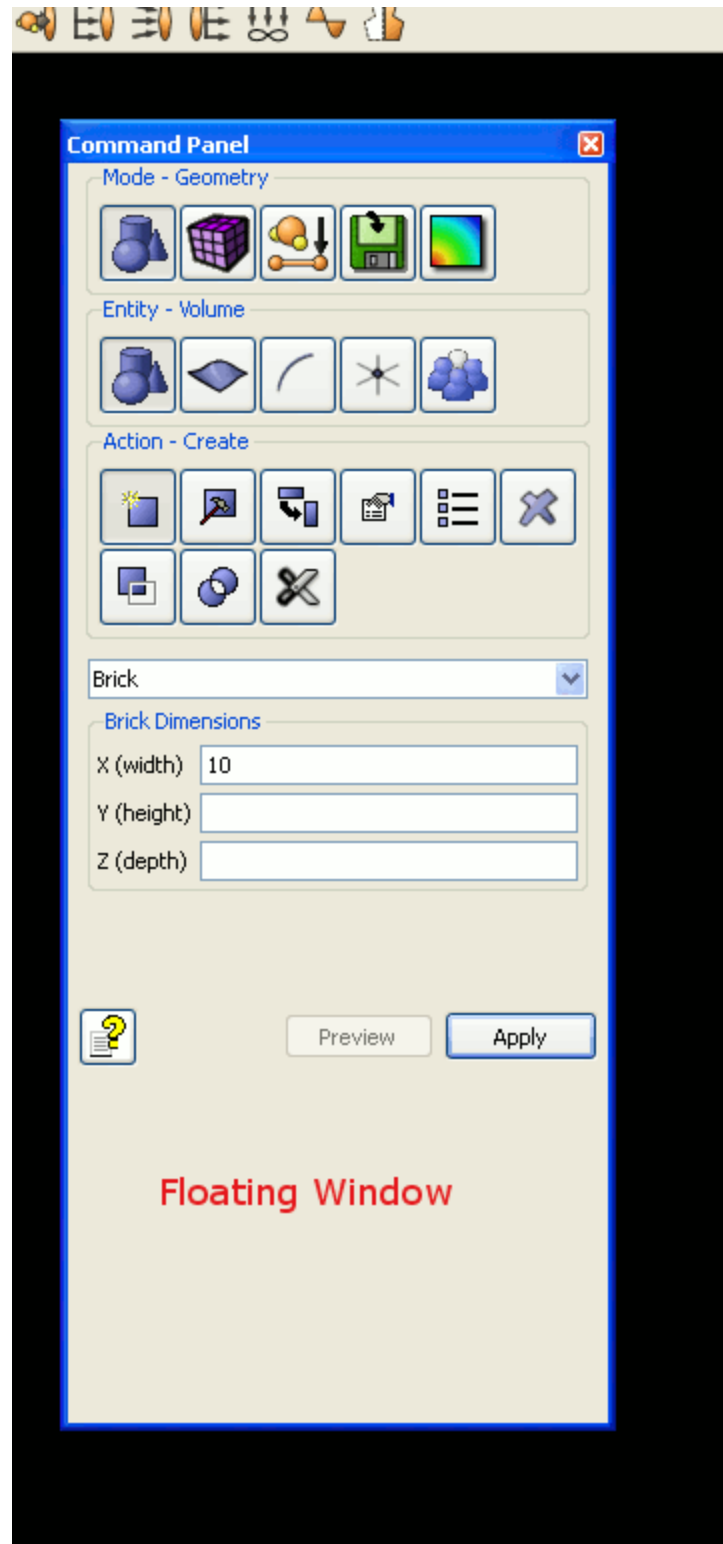 Command Panel
Mode - Geometry
Entity - Volume
Action - Create
Brick
Brick Dimensions
X (width) 10
Y (height)
Z (depth)
Preview Apply
Floating Window